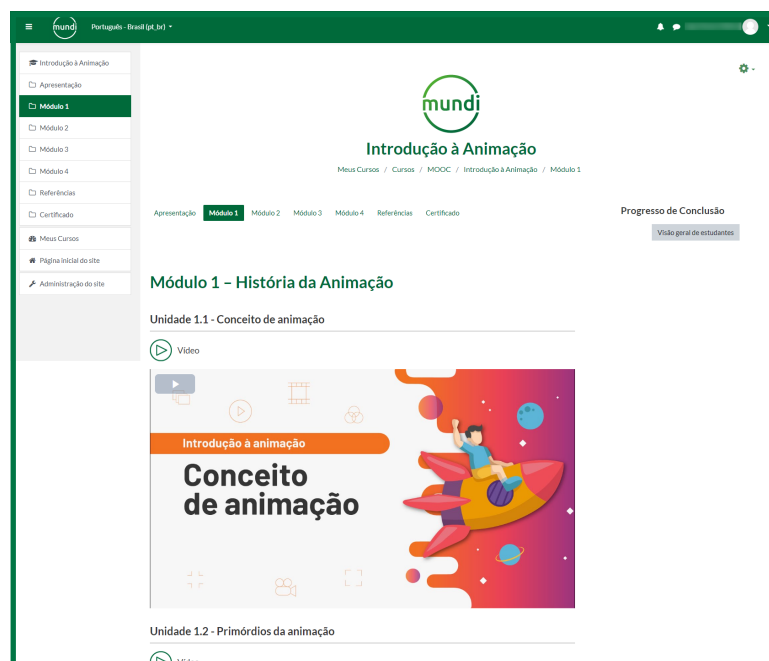 mundi
Português - Brasil (pt_br)
Introdução à Animação
Apresentação
Módulo 1
Módulo 2
Módulo 3
Módulo 4
Referências
Certificado
Meus Cursos
Página inicial do site
Administração do site
mundi
Introdução à Animação
Meus Cursos / Cursos / MOOC / Introdução à Animação / Módulo 1
Apresentação Módulo 1 Módulo 2 Módulo 3 Módulo 4 Referências Certificado
Progresso de Conclusão
Visão geral de estudantes
Módulo 1 – História da Animação
Unidade 1.1 - Conceito de animação
Vídeo
Introdução à animação
Conceito
de animação
Unidade 1.2 - Primórdios da animação
Vídeo